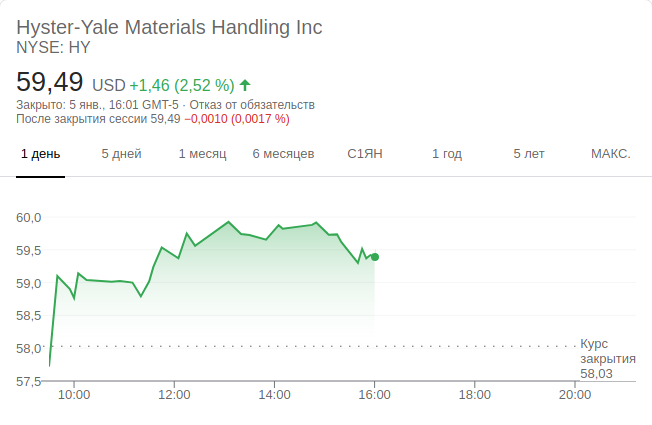 Hyster-Yale Materials Handling Inc
NYSE: HY
59,49 USD +1,46 (2,52 %)
Закрыто: 5 янв., 16:01 GMT-5 · Отказ от обязательств
После закрытия сессии 59,49 −0,0010 (0,0017 %)
1 день 5 дней 1 месяц 6 месяцев С1ЯН 1 год 5 лет МАКС.
60,0
59,5
59,0
58,5
58,0
57,5
Курс
закрытия
58,03
10:00 12:00 14:00 16:00 18:00 20:00